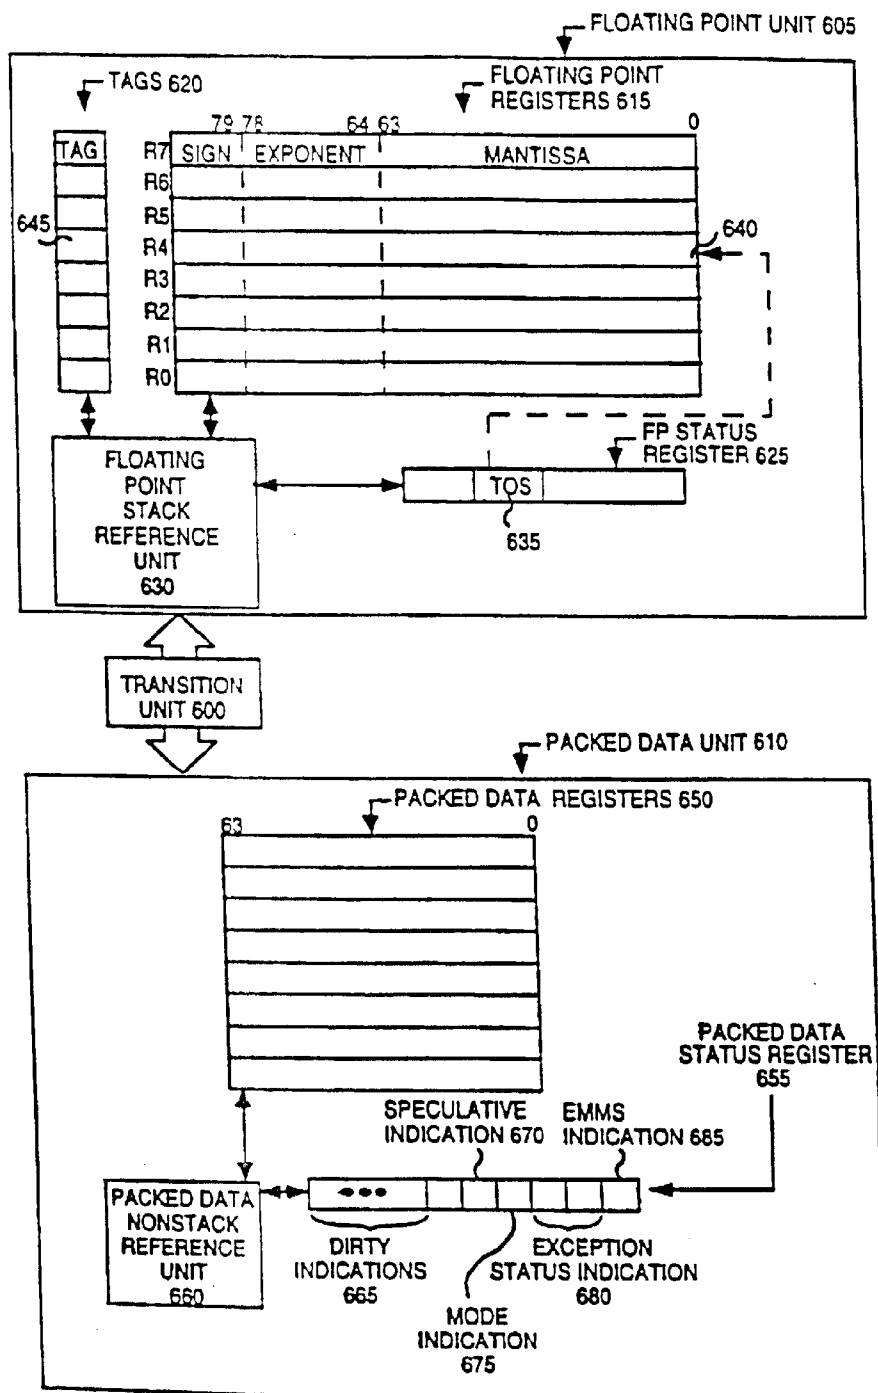 FLOATING POINT UNIT 605
TAGS 620
FLOATING POINT
REGISTERS 615
79 78 64 63 0
TAG R7 SIGN EXPONENT MANTISSA
R6
R5
645
R4
640
R3
R2
R1
R0
FP STATUS
REGISTER 625
FLOATING
POINT
STACK
REFERENCE
UNIT
630
TOS
635
TRANSITION
UNIT 600
PACKED DATA UNIT 610
PACKED DATA REGISTERS 650
63 0
PACKED DATA
STATUS REGISTER
655
SPECULATIVE
INDICATION 670
EMMS
INDICATION 685
PACKED DATA
NONSTACK
REFERENCE
UNIT
660
DIRTY
INDICATIONS
665
EXCEPTION
STATUS INDICATION
680
MODE
INDICATION
675